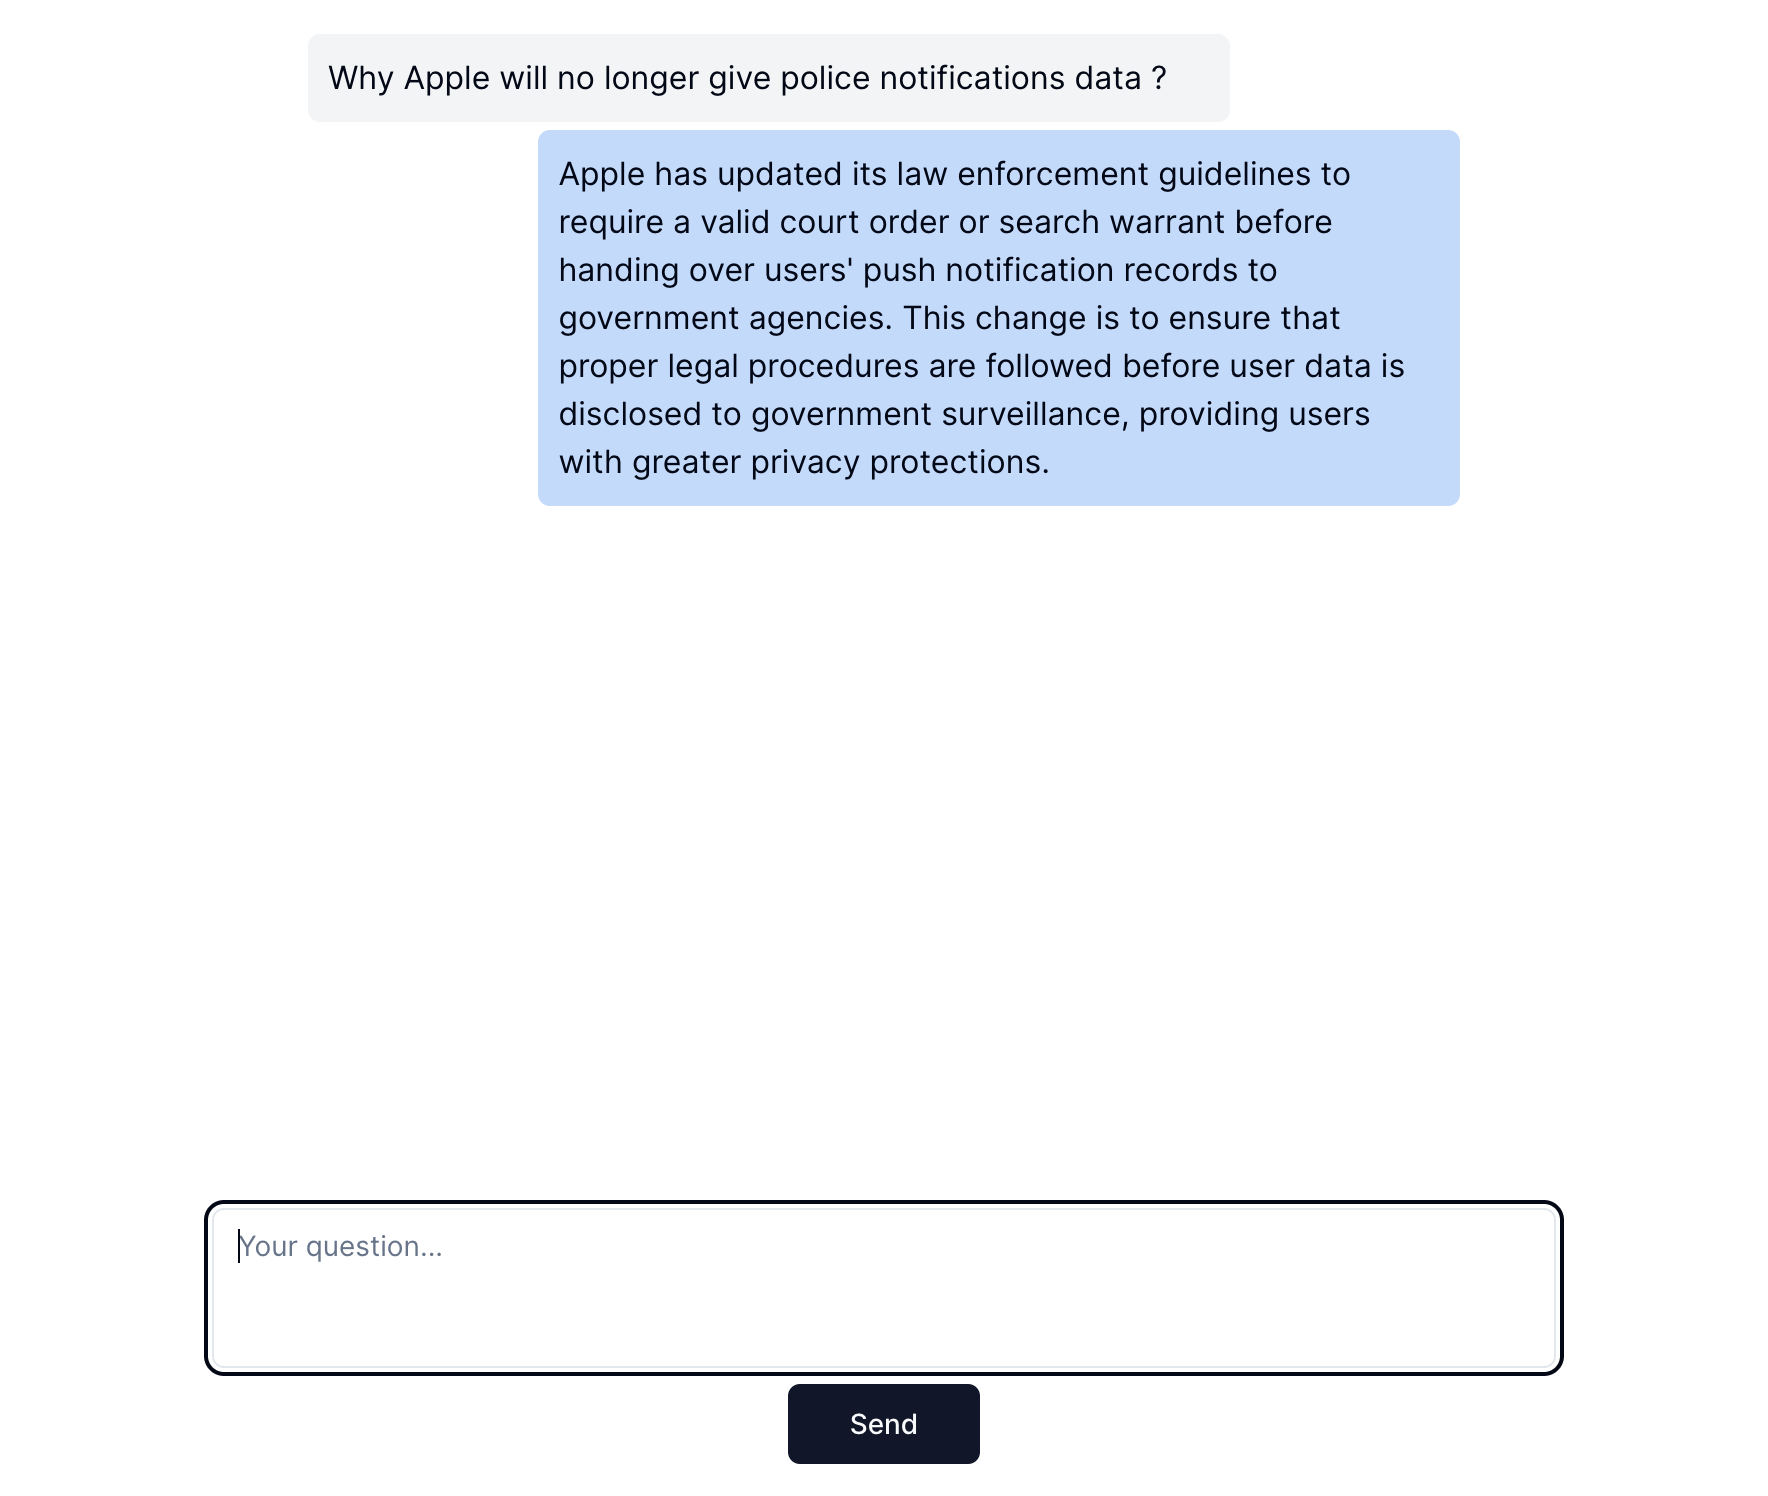 Why Apple will no longer give police notifications data ?
Apple has updated its law enforcement guidelines to
require a valid court order or search warrant before
handing over users' push notification records to
government agencies. This change is to ensure that
proper legal procedures are followed before user data is
disclosed to government surveillance, providing users
with greater privacy protections.
Your question...
Send